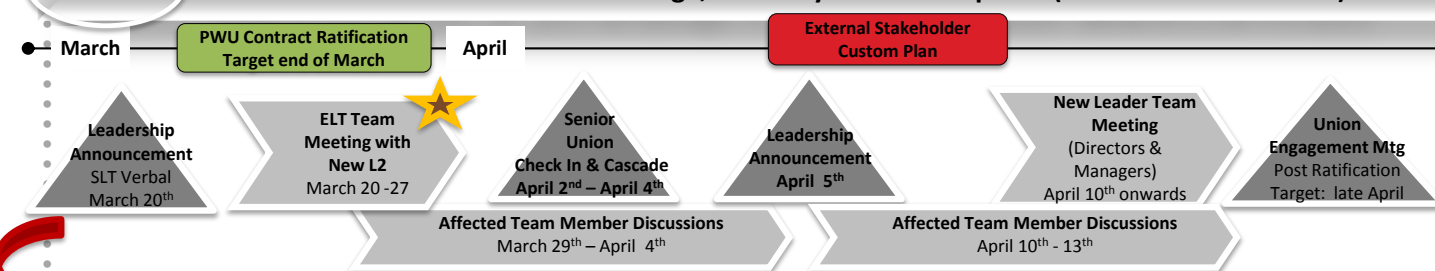 March
PWU Contract Ratification
Target end of March
April
External Stakeholder
Custom Plan
Leadership
Announcement
SLT Verbal
March 20th
ELT Team
Meeting with
New L2
March 20 -27
Senior
Union
Check In & Cascade
April 2nd – April 4th
Leadership
Announcement
April 5th
New Leader Team
Meeting
(Directors &
Managers)
April 10th onwards
Union
Engagement Mtg
Post Ratification
Target: late April
Affected Team Member Discussions
March 29th – April 4th
Affected Team Member Discussions
April 10th - 13th